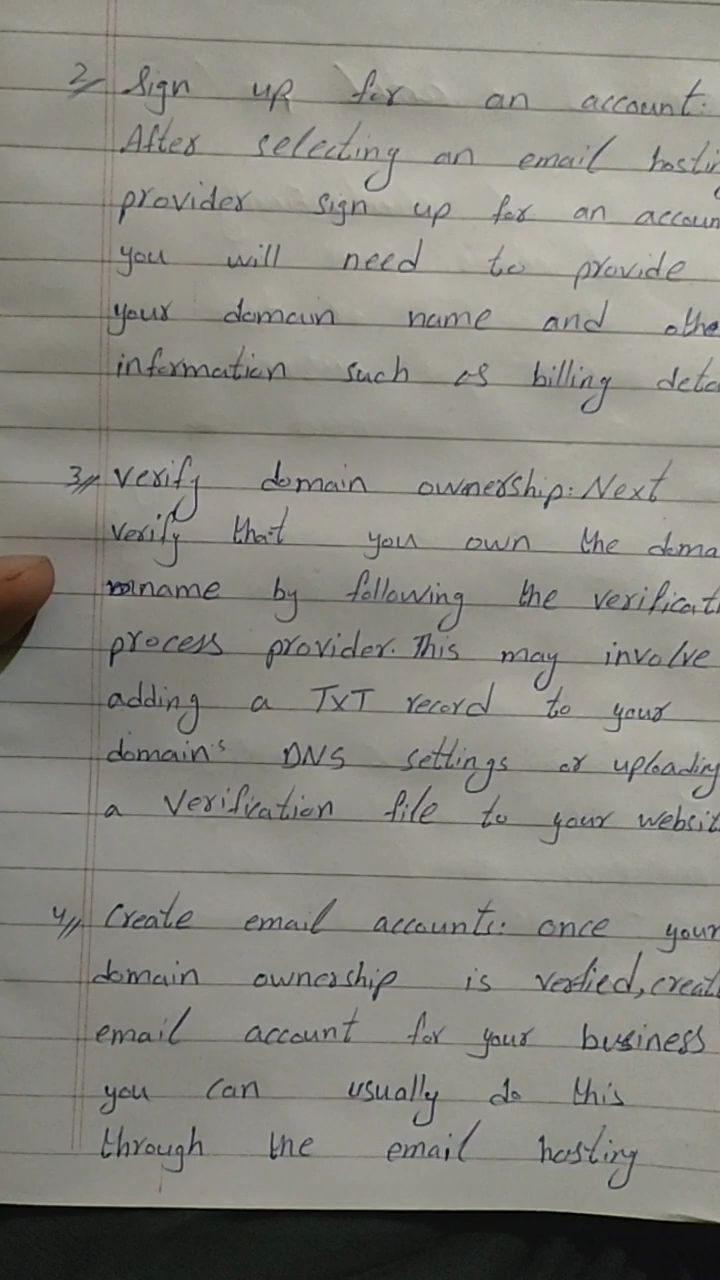 2 Sign up for an account:
After selecting an email hostin
provider sign up for an accoun
you will need to provide
your domain name and othe
information such as billing deta
3 verify domain ownership: Next
verify that you own the doma
name by following the verificati
process provider. This may involve
adding a TXT record to your
domain's DNS settings or uploading
a verification file to your websit
4 Create email accounts: once your
domain ownership is verfied, creat
email account for your business
you can usually do this
through the email hosting